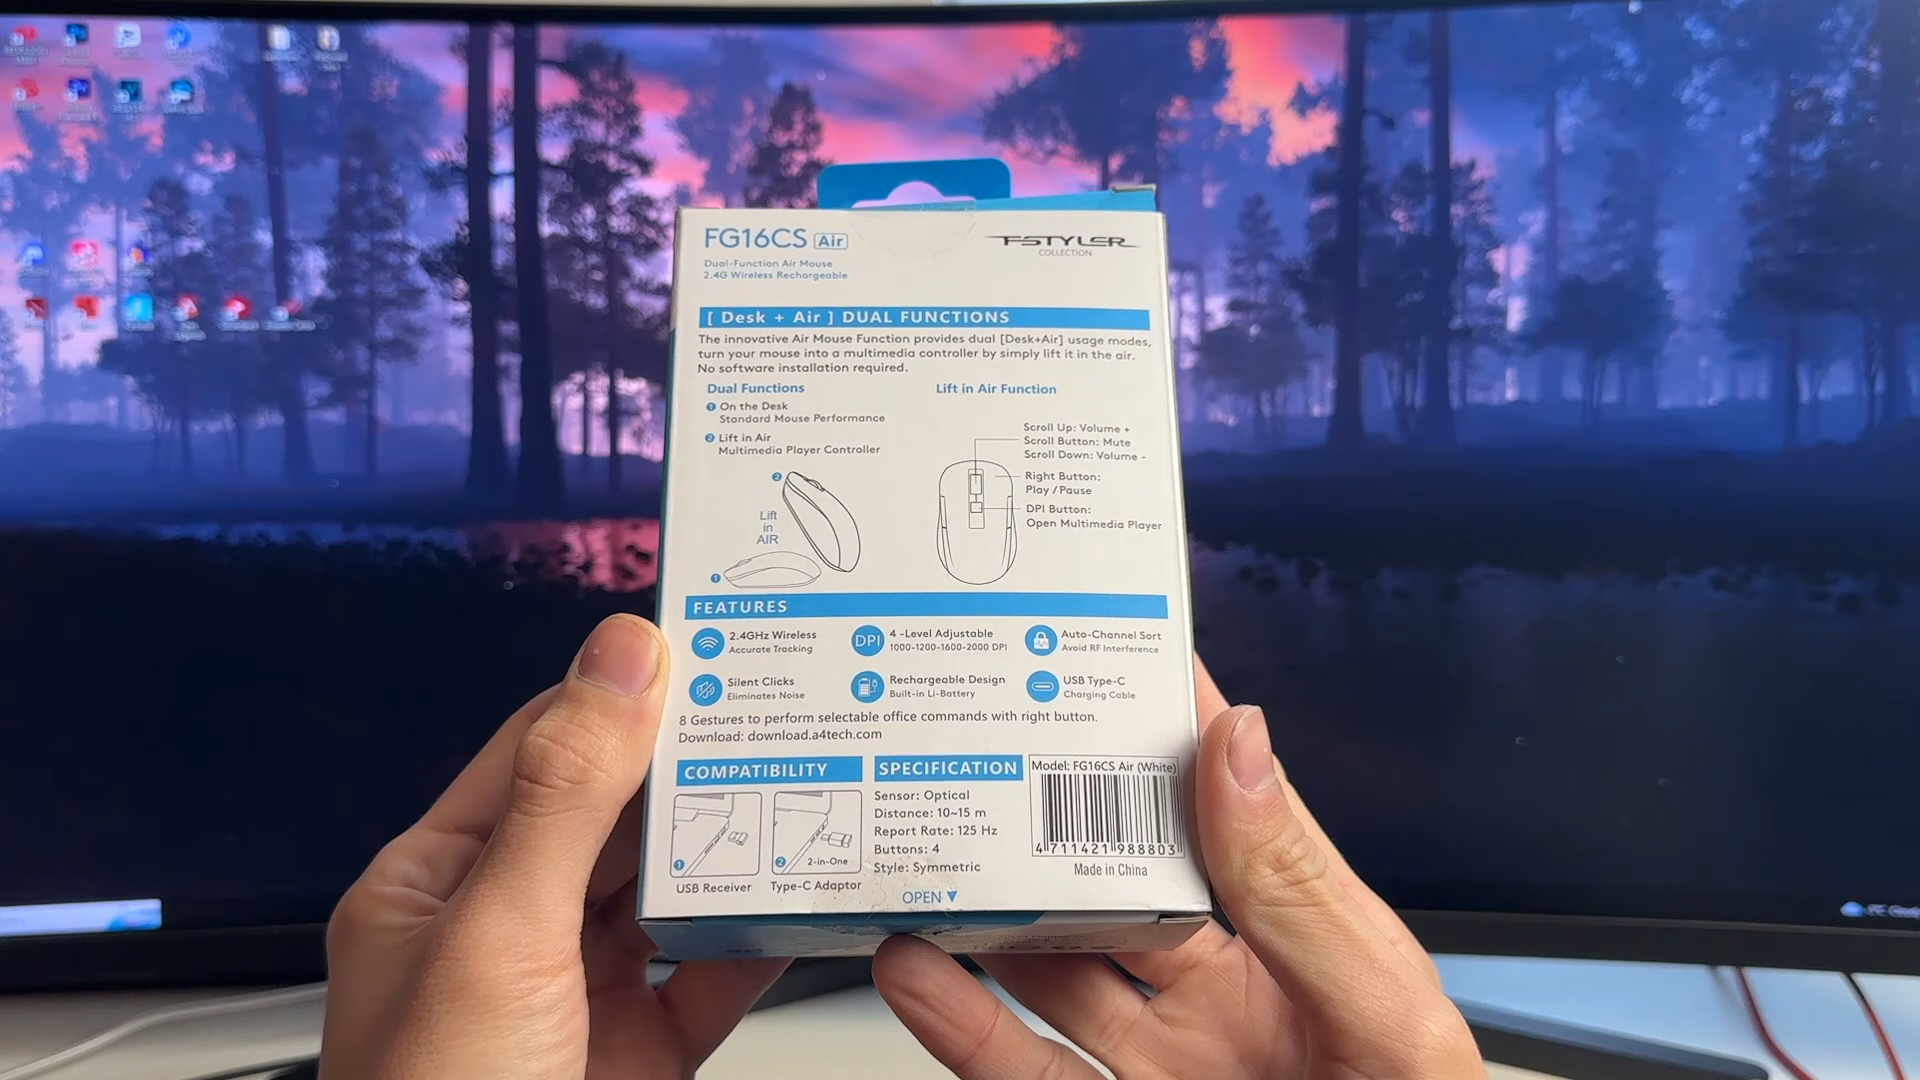 FG16CS Air
Dual-Function Air Mouse
2.4G Wireless Rechargeable
FSTYLER
COLLECTION
[ Desk + Air ] DUAL FUNCTIONS
The innovative Air Mouse Function provides dual [Desk+Air] usage modes,
turn your mouse into a multimedia controller by simply lift it in the air.
No software installation required.
Dual Functions
1 On the Desk
Standard Mouse Performance
2 Lift in Air
Multimedia Player Controller
2
Lift
in
AIR
1
Lift in Air Function
Scroll Up: Volume +
Scroll Button: Mute
Scroll Down: Volume -
Right Button:
Play / Pause
DPI Button:
Open Multimedia Player
FEATURES
2.4GHz Wireless
Accurate Tracking
DPI
4 -Level Adjustable
1000-1200-1600-2000 DPI
Auto-Channel Sort
Avoid RF Interference
Silent Clicks
Eliminates Noise
Rechargeable Design
Built-in Li-Battery
USB Type-C
Charging Cable
8 Gestures to perform selectable office commands with right button.
Download: download.a4tech.com
COMPATIBILITY
1
USB Receiver
2
2-in-One
Type-C Adaptor
SPECIFICATION
Sensor: Optical
Distance: 10~15 m
Report Rate: 125 Hz
Buttons: 4
Style: Symmetric
Model: FG16CS Air (White)
4 711421 988803
Made in China
OPEN ▼